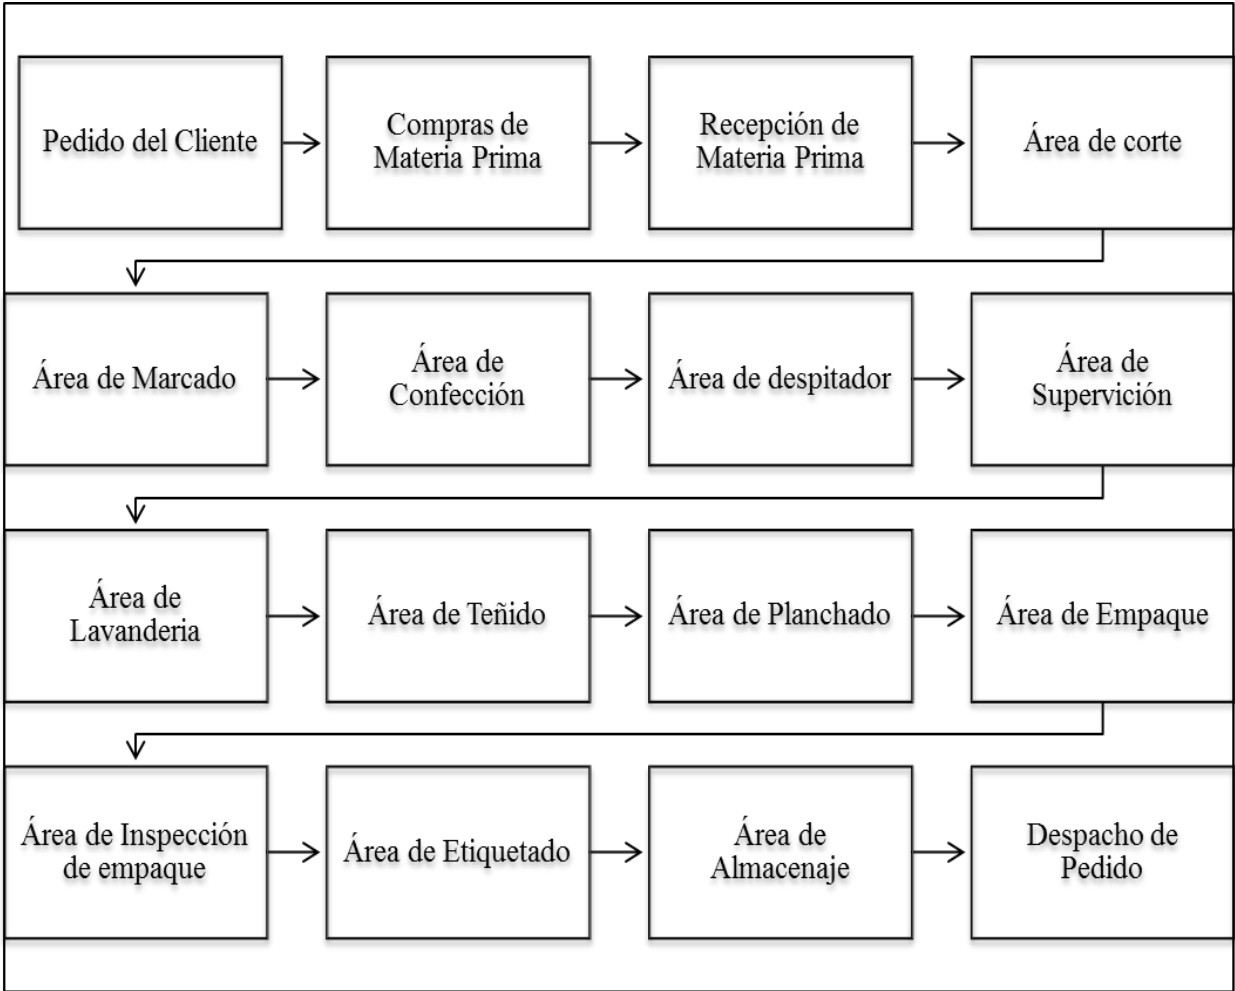 Pedido del Cliente
Compras de
Materia Prima
Recepción de
Materia Prima
Área de corte
Área de Marcado
Área de
Confección
Área de despitador
Área de
Supervición
Área de
Lavanderia
Área de Teñido
Área de Planchado
Área de Empaque
Área de Inspección
de empaque
Área de Etiquetado
Área de
Almacenaje
Despacho de
Pedido